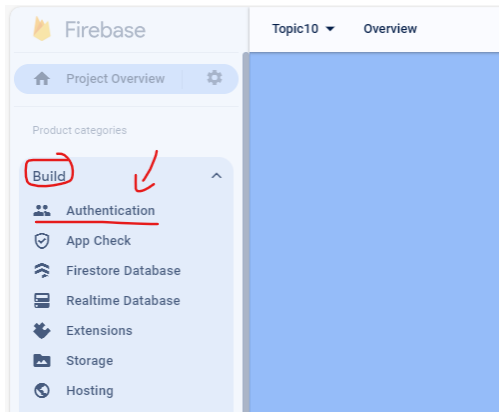 Firebase
Topic10
Overview
Project Overview
Product categories
Build
Authentication
App Check
Firestore Database
Realtime Database
Extensions
Storage
Hosting